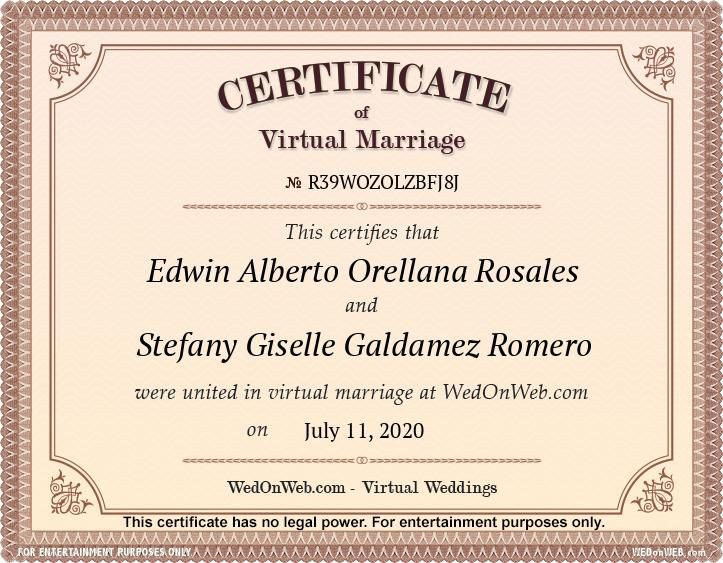 CERTIFICATE
of
Virtual Marriage
№ R39WOZOLZBFJ8J
This certifies that
Edwin Alberto Orellana Rosales
and
Stefany Giselle Galdamez Romero
were united in virtual marriage at WedOnWeb.com
on July 11, 2020
WedOnWeb.com - Virtual Weddings
This certificate has no legal power. For entertainment purposes only.
FOR ENTERTAINMENT PURPOSES ONLY
WEDonWEB.com